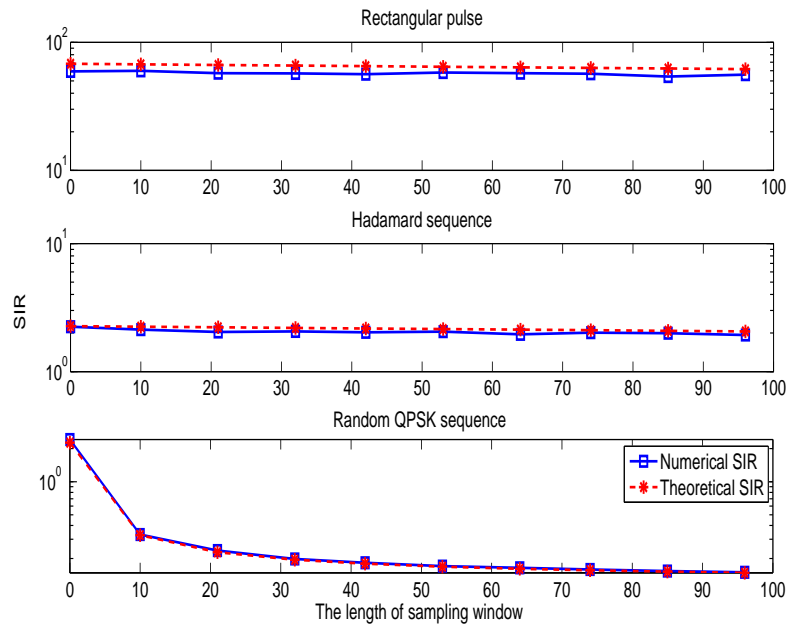 Rectangular pulse
10^2
10^1
0 10 20 30 40 50 60 70 80 90 100
Hadamard sequence
10^1
SIR
10^0
0 10 20 30 40 50 60 70 80 90 100
Random QPSK sequence
Numerical SIR
10^0
Theoretical SIR
0 10 20 30 40 50 60 70 80 90 100
The length of sampling window